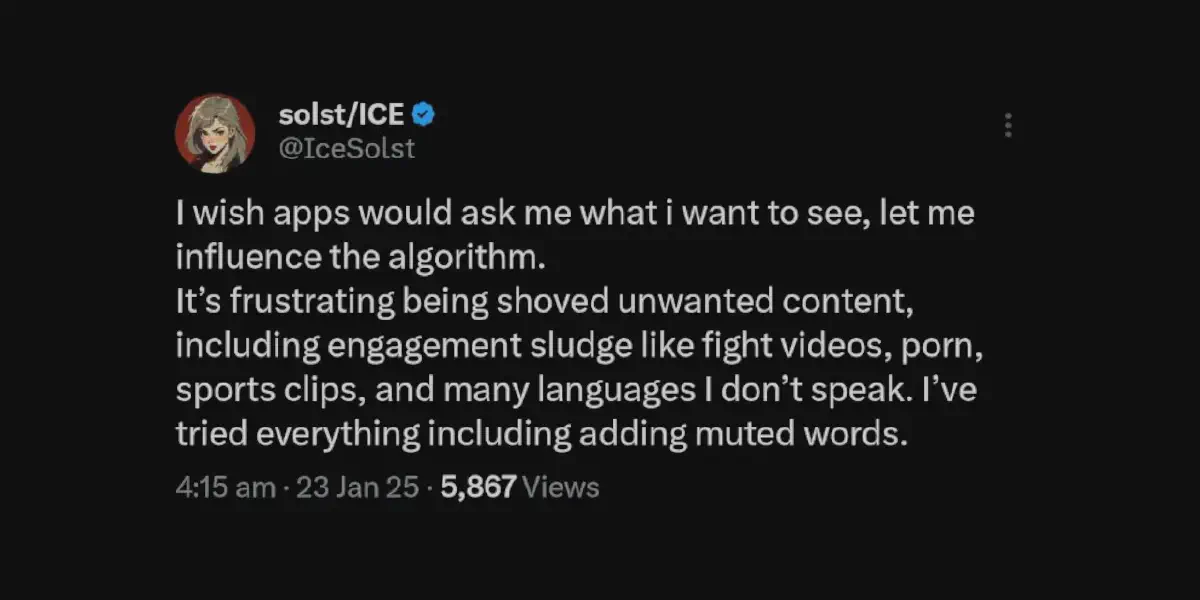 solst/ICE
@IceSolst
I wish apps would ask me what i want to see, let me
influence the algorithm.
It’s frustrating being shoved unwanted content,
including engagement sludge like fight videos, porn,
sports clips, and many languages I don’t speak. I’ve
tried everything including adding muted words.
4:15 am · 23 Jan 25 · 5,867 Views